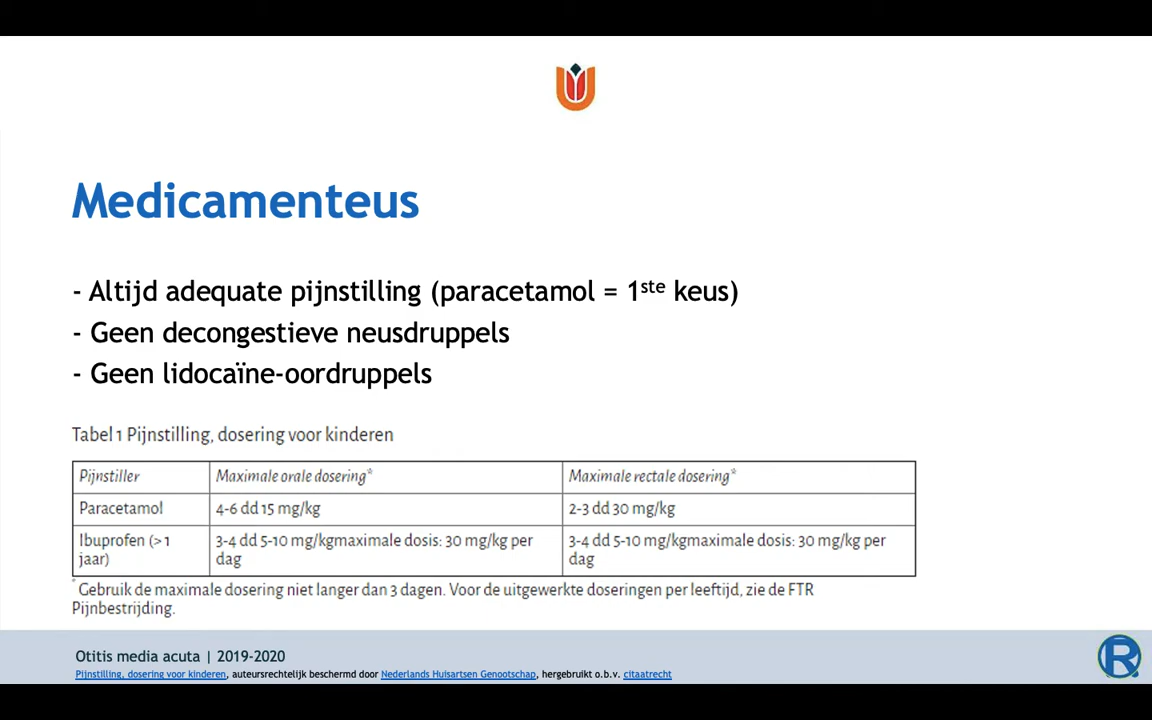 Medicamenteus
- Altijd adequate pijnstilling (paracetamol = 1ste keus)
- Geen decongestieve neusdruppels
- Geen lidocaïne-oordruppels
Tabel 1 Pijnstilling, dosering voor kinderen
Pijnstiller Maximale orale dosering* Maximale rectale dosering*
Paracetamol 4-6 dd 15 mg/kg 2-3 dd 30 mg/kg
Ibuprofen (>1 3-4 dd 5-10 mg/kgmaximale dosis: 30 mg/kg per 3-4 dd 5-10 mg/kgmaximale dosis: 30 mg/kg per
jaar) dag dag
* Gebruik de maximale dosering niet langer dan 3 dagen. Voor de uitgewerkte doseringen per leeftijd, zie de FTR
Pijnbestrijding.
Otitis media acuta | 2019-2020
Pijnstilling, dosering voor kinderen, auteursrechtelijk beschermd door Nederlands Huisartsen Genootschap, hergebruikt o.b.v. citaatrecht
R